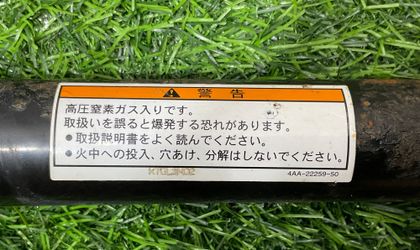 警告
高圧窒素ガス入りです。
取扱いを誤ると爆発する恐れがあります。
●取扱説明書をよく読んでください。
●火中への投入、穴あけ、分解はしないでください。
4AA-22259-50